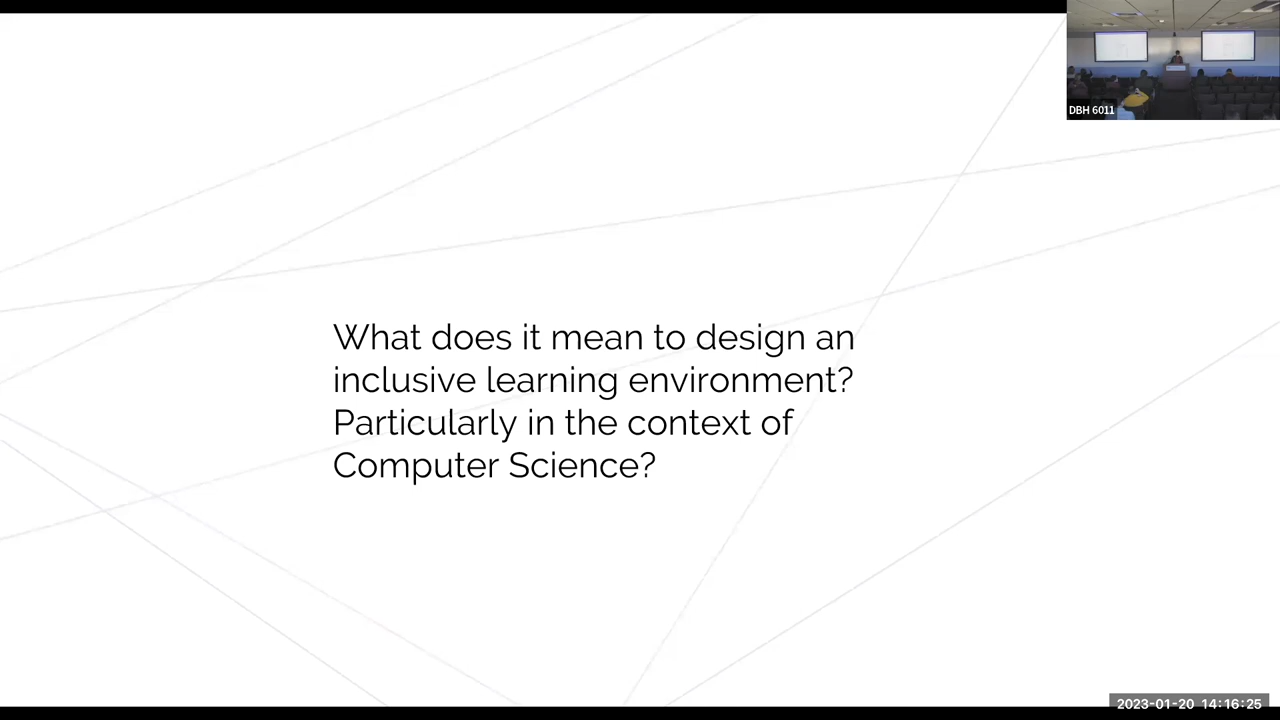 DBH 6011
What does it mean to design an
inclusive learning environment?
Particularly in the context of
Computer Science?
2023-01-20 14:16:25